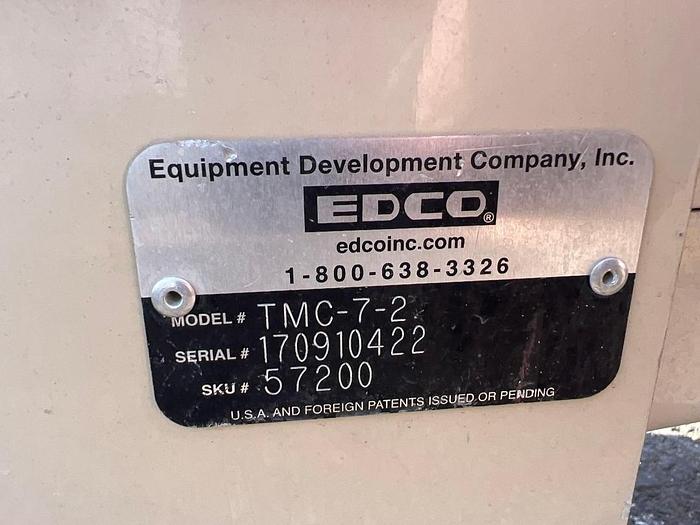 Equipment Development Company, Inc.
EDCO®
edcoinc.com
1-800-638-3326
MODEL # TMC-7-2
SERIAL # 170910422
SKU # 57200
U.S.A. AND FOREIGN PATENTS ISSUED OR PENDING